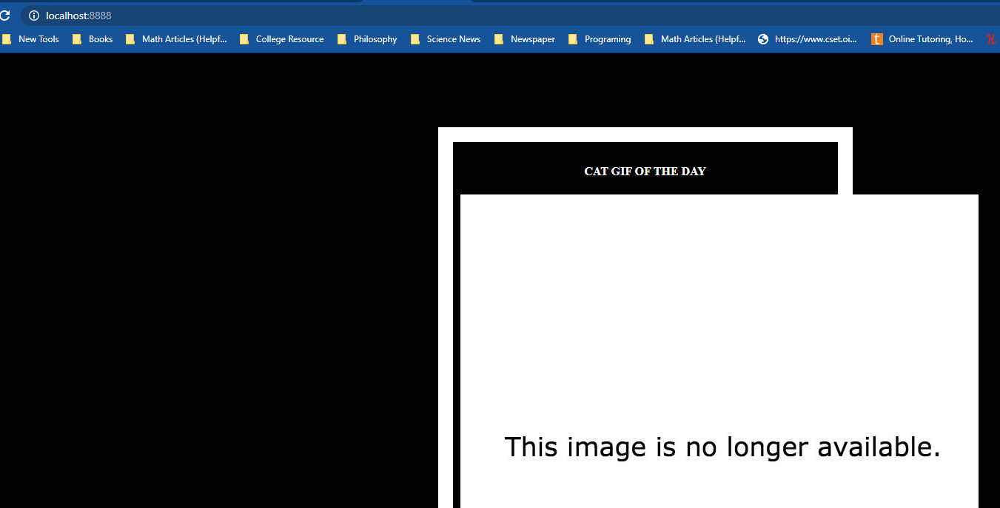 localhost:8888
New Tools Books Math Articles (Helpf... College Resource Philosophy Science News Newspaper Programing Math Articles (Helpf... https://www.cset.oi... Online Tutoring, Ho...
CAT GIF OF THE DAY
This image is no longer available.